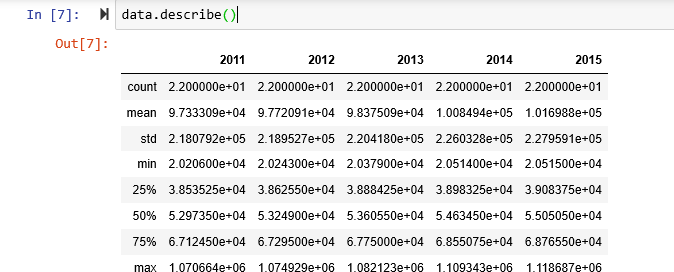 In [7]: data.describe()
Out[7]:
2011 2012 2013 2014 2015
count 2.200000e+01 2.200000e+01 2.200000e+01 2.200000e+01 2.200000e+01
mean 9.733309e+04 9.772091e+04 9.837509e+04 1.008494e+05 1.016988e+05
std 2.180792e+05 2.189527e+05 2.204180e+05 2.260328e+05 2.279591e+05
min 2.020600e+04 2.024300e+04 2.037900e+04 2.051400e+04 2.051500e+04
25% 3.853525e+04 3.862550e+04 3.888425e+04 3.898325e+04 3.908375e+04
50% 5.297350e+04 5.324900e+04 5.360550e+04 5.463450e+04 5.505050e+04
75% 6.712450e+04 6.729500e+04 6.775000e+04 6.855075e+04 6.876550e+04
max 1.070664e+06 1.074929e+06 1.082123e+06 1.109343e+06 1.118687e+06